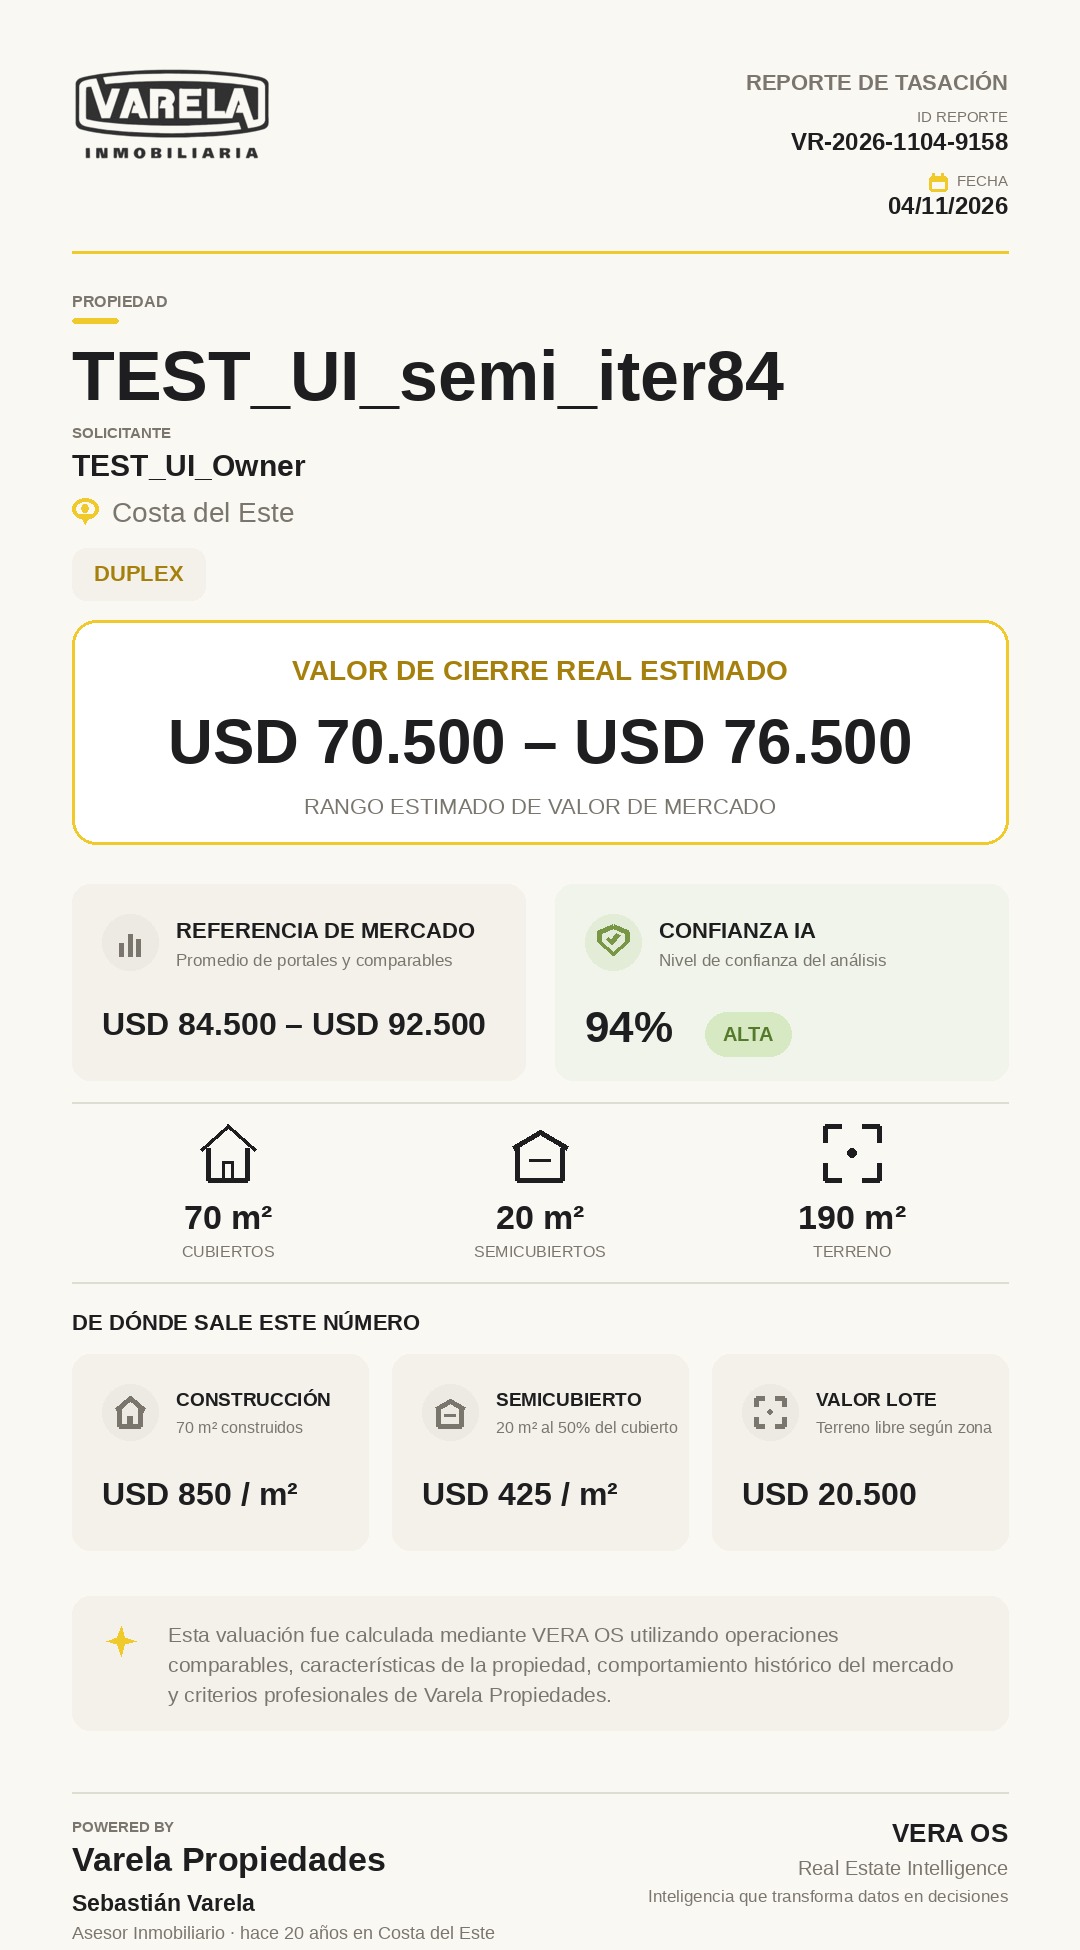 VARELA
INMOBILIARIA
REPORTE DE TASACIÓN
ID REPORTE
VR-2026-1104-9158
FECHA
04/11/2026
PROPIEDAD
TEST_UI_semi_iter84
SOLICITANTE
TEST_UI_Owner
Costa del Este
DUPLEX
VALOR DE CIERRE REAL ESTIMADO
USD 70.500 – USD 76.500
RANGO ESTIMADO DE VALOR DE MERCADO
REFERENCIA DE MERCADO
Promedio de portales y comparables
USD 84.500 – USD 92.500
CONFIANZA IA
Nivel de confianza del análisis
94%
ALTA
70 m²
CUBIERTOS
20 m²
SEMICUBIERTOS
190 m²
TERRENO
DE DÓNDE SALE ESTE NÚMERO
CONSTRUCCIÓN
70 m² construidos
USD 850 / m²
SEMICUBIERTO
20 m² al 50% del cubierto
USD 425 / m²
VALOR LOTE
Terreno libre según zona
USD 20.500
Esta valuación fue calculada mediante VERA OS utilizando operaciones
comparables, características de la propiedad, comportamiento histórico del mercado
y criterios profesionales de Varela Propiedades.
POWERED BY
Varela Propiedades
Sebastián Varela
Asesor Inmobiliario · hace 20 años en Costa del Este
VERA OS
Real Estate Intelligence
Inteligencia que transforma datos en decisiones